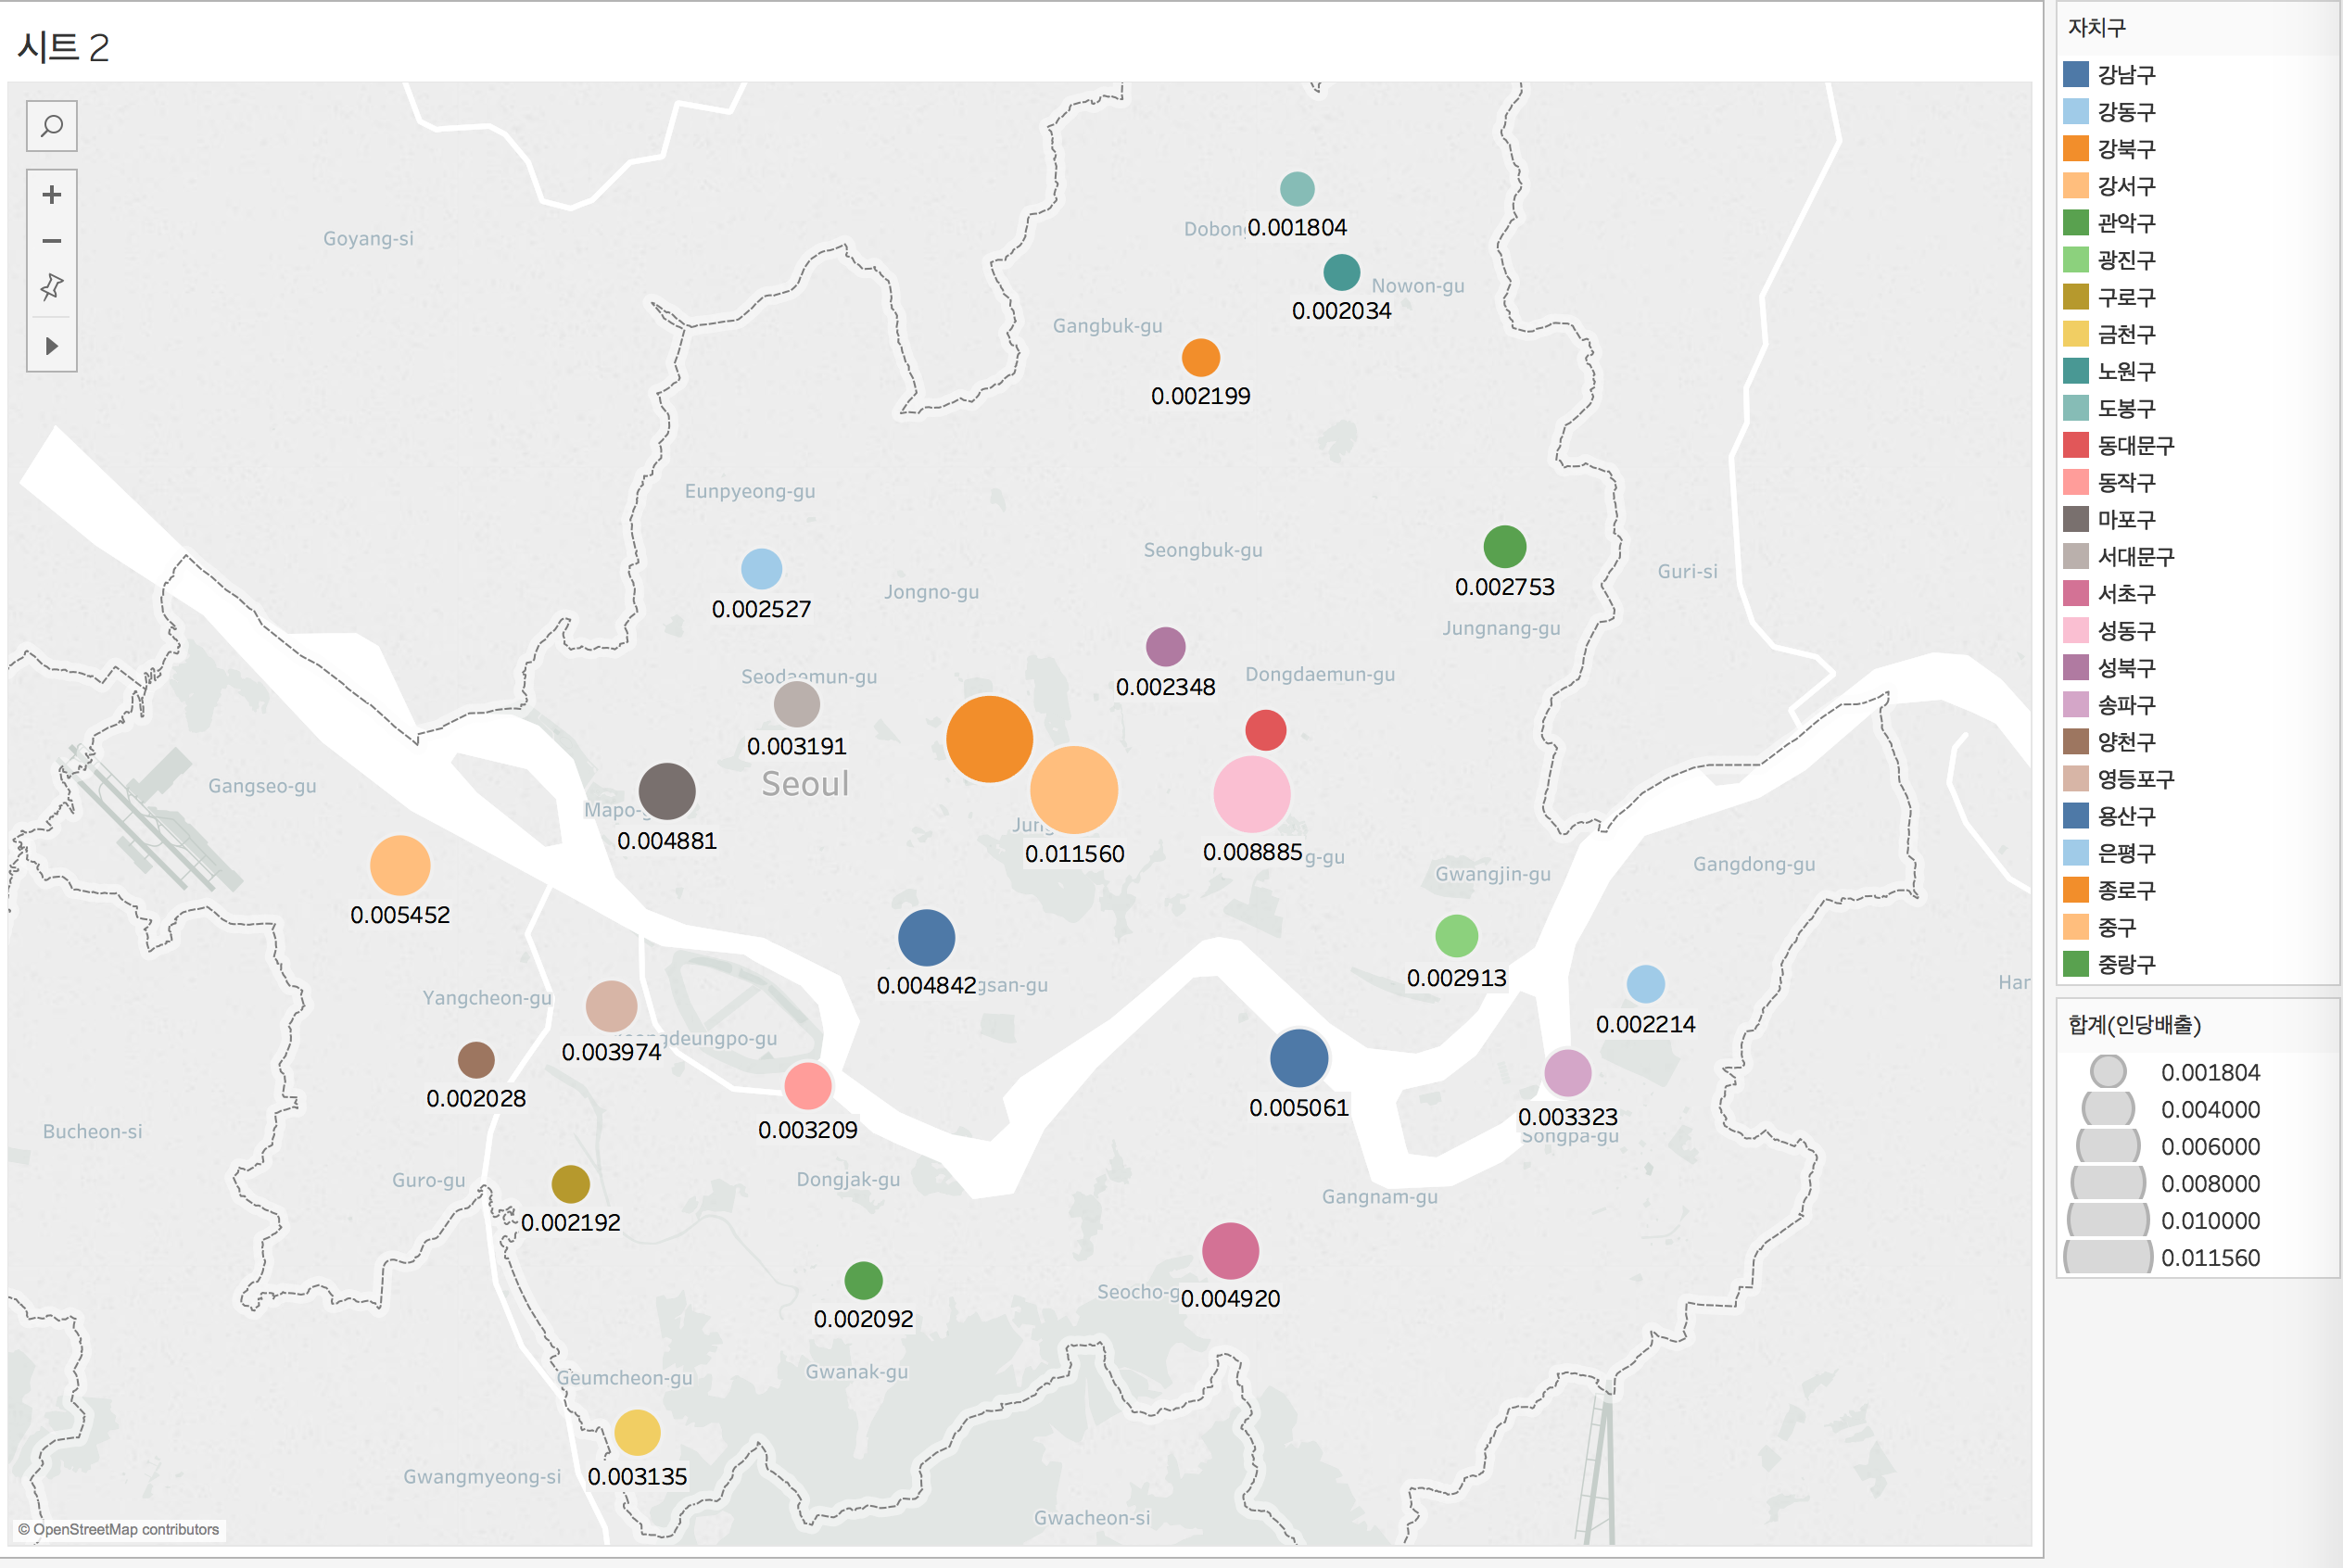 시트 2
Goyang-si
Dobon
0.001804
Nowon-gu
0.002034
Gangbuk-gu
0.002199
Eunpyeong-gu
0.002527
Jongno-gu
Seongbuk-gu
0.002753
Guri-si
Jungnang-gu
0.002348
Dongdaemun-gu
Seodaemun-gu
0.003191
Seoul
Gangseo-gu
Mapo-
0.004881
Jung
0.011560
0.008885
g-gu
Gangdong-gu
Gwangjin-gu
0.005452
0.002913
0.004842
gsan-gu
Har
Yangcheon-gu
0.002214
gdeungpo-gu
0.003974
0.002028
0.005061
0.003323
Songpa-gu
0.003209
Bucheon-si
Guro-gu
Dongjak-gu
Gangnam-gu
0.002192
Seocho-g
0.004920
0.002092
Gwanak-gu
Geumcheon-gu
Gwangmyeong-si
0.003135
Gwacheon-si
© OpenStreetMap contributors
자치구
강남구
강동구
강북구
강서구
관악구
광진구
구로구
금천구
노원구
도봉구
동대문구
동작구
마포구
서대문구
서초구
성동구
성북구
송파구
양천구
영등포구
용산구
은평구
종로구
중구
중랑구
합계(인당배출)
0.001804
0.004000
0.006000
0.008000
0.010000
0.011560